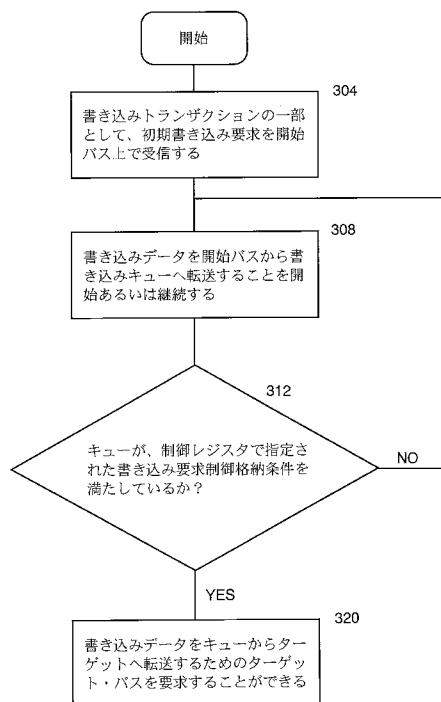 開始
304
書き込みトランザクションの一部
として、初期書き込み要求を開始
バス上で受信する
308
書き込みデータを開始バスから書
き込みキューへ転送することを開
始あるいは継続する
312
キューが、制御レジスタで指定さ
れた書き込み要求制御格納条件を
満たしているか？
NO
YES
320
書き込みデータをキューからター
ゲットへ転送するためのターゲッ
ト・バスを要求することができる